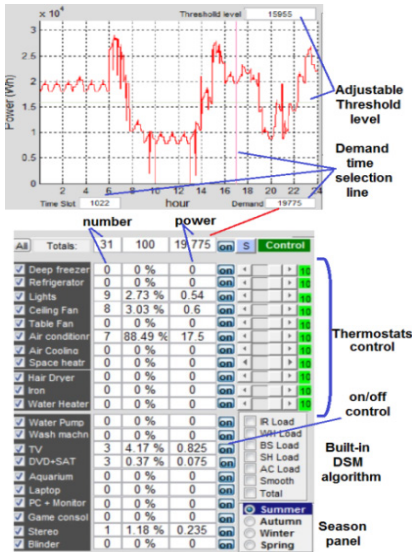 x 10⁴
Threshold level 15955
3
2.5
2
1.5
1
0.5
0
Power (Wh)
2 4 6 8 10 12 14 16 18 20 22 24
Time Slot 1022 hour Demand 19775
Adjustable
Threshold
level
Demand
time
selection
line
number power
All Totals: 31 100 19.775 on S Control
Deep freezer 0 0 % 0 on 10
Refrigerator 0 0 % 0 on 10
Lights 9 2.73 % 0.54 on 10
Ceiling Fan 8 3.03 % 0.6 on 10
Table Fan 0 0 % 0 on 10
Air conditionr 7 88.49 % 17.5 on 10
Air Cooling 0 0 % 0 on 10
Space heatr 0 0 % 0 on 10
Hair Dryer 0 0 % 0 on 10
Iron 0 0 % 0 on 10
Water Heater 0 0 % 0 on 10
Thermostats
control
Water Pump 0 0 % 0 on IR Load
Wash machn 0 0 % 0 on WH Load
TV 3 4.17 % 0.825 on BS Load
DVD+SAT 3 0.37 % 0.075 on SH Load
Aquarium 0 0 % 0 on AC Load
Laptop 0 0 % 0 on Smooth
PC + Monitor 0 0 % 0 on Total
Game consol 0 0 % 0 on Summer
Stereo 1 1.18 % 0.235 on Autumn
Blinder 0 0 % 0 on Winter
Spring
on/off
control
Built-in
DSM
algorithm
Season
panel